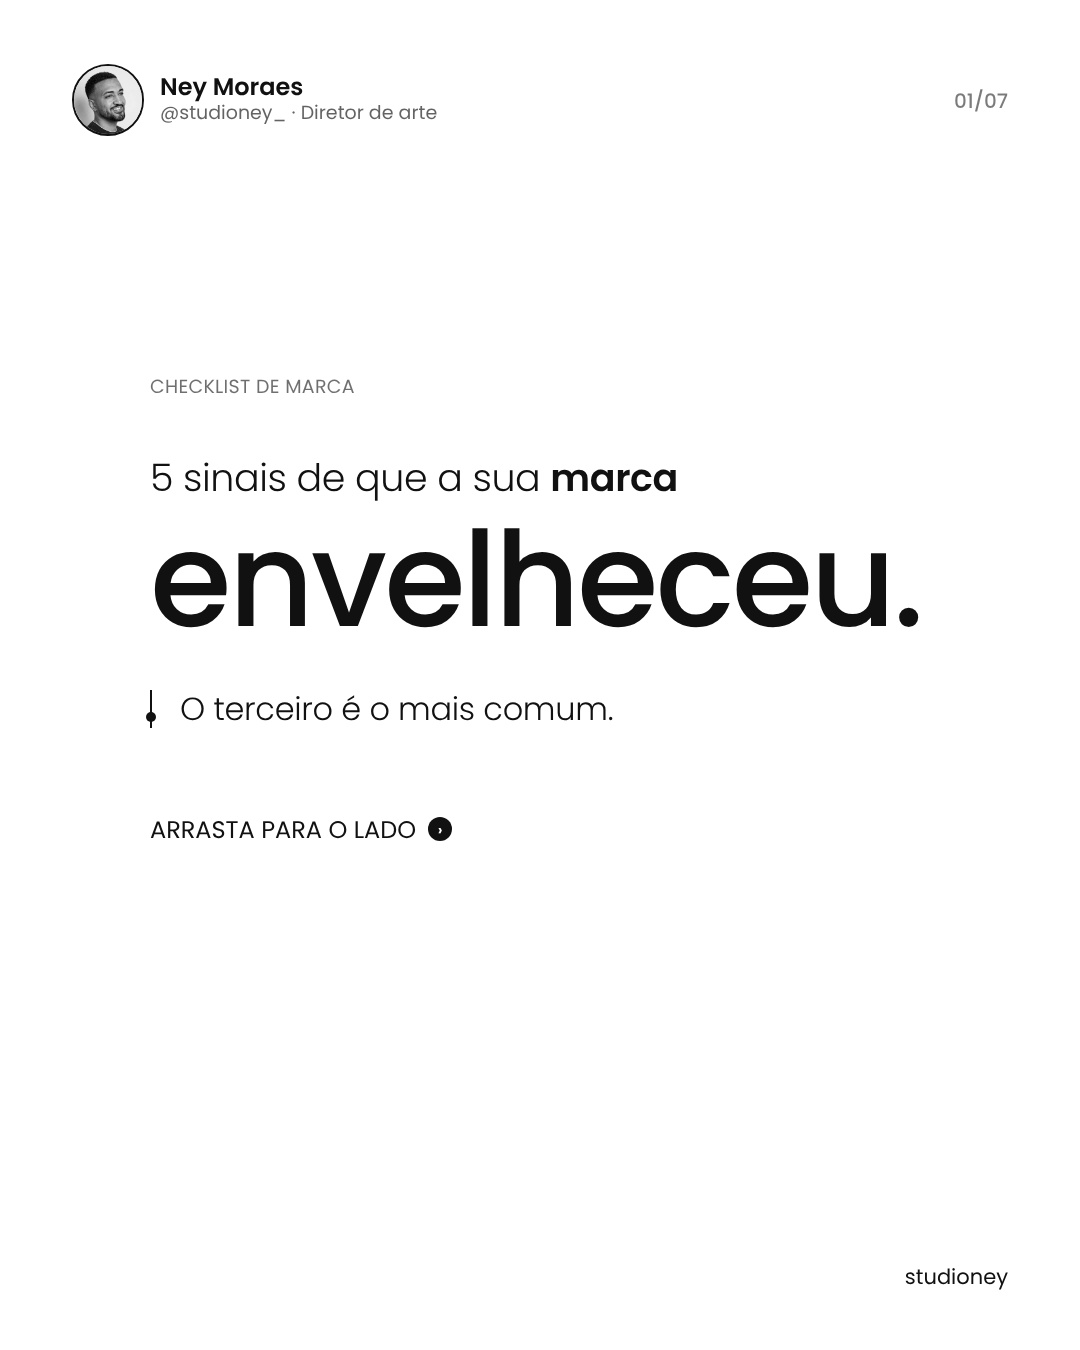 Ney Moraes
@studioney_ · Diretor de arte
01/07
CHECKLIST DE MARCA
5 sinais de que a sua marca
envelheceu.
O terceiro é o mais comum.
ARRASTA PARA O LADO ›
studioney